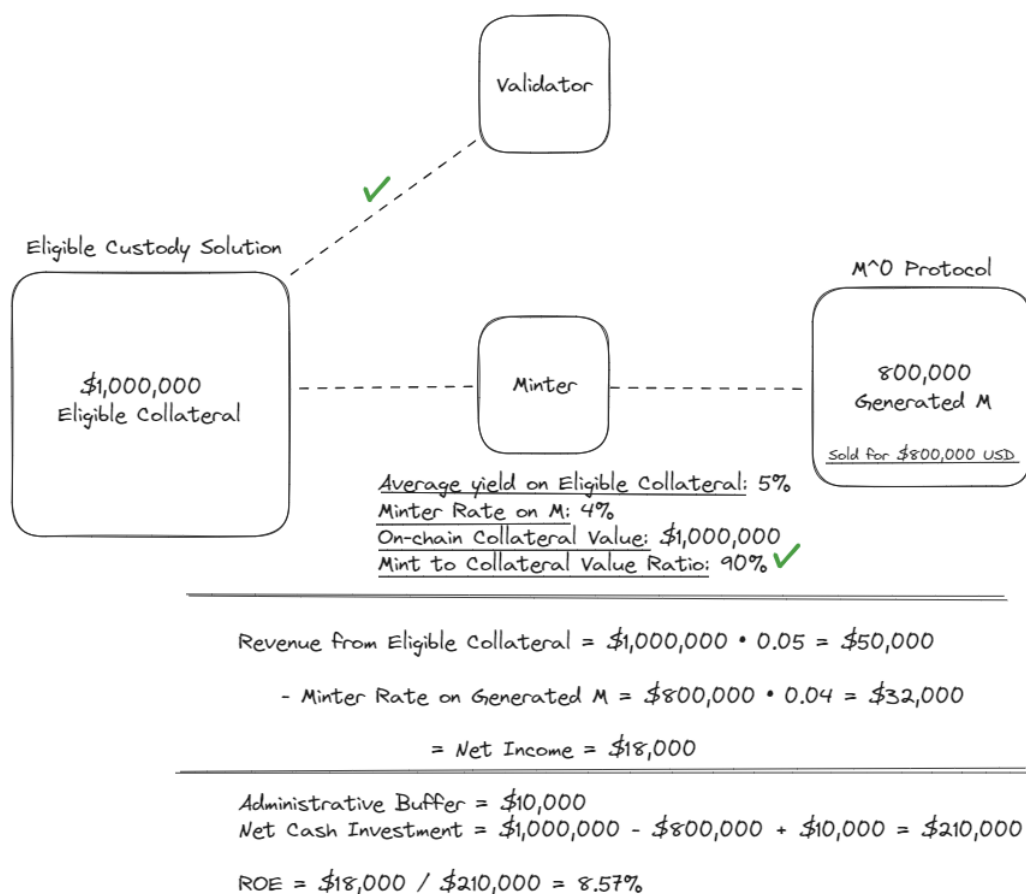 Validator
Eligible Custody Solution
$1,000,000
Eligible Collateral
Minter
M^O Protocol
800,000
Generated M
Sold for $800,000 USD
Average yield on Eligible Collateral: 5%
Minter Rate on M: 4%
On-chain Collateral Value: $1,000,000
Mint to Collateral Value Ratio: 90%
Revenue from Eligible Collateral = $1,000,000 • 0.05 = $50,000
- Minter Rate on Generated M = $800,000 • 0.04 = $32,000
= Net Income = $18,000
Administrative Buffer = $10,000
Net Cash Investment = $1,000,000 - $800,000 + $10,000 = $210,000
ROE = $18,000 / $210,000 = 8.57%